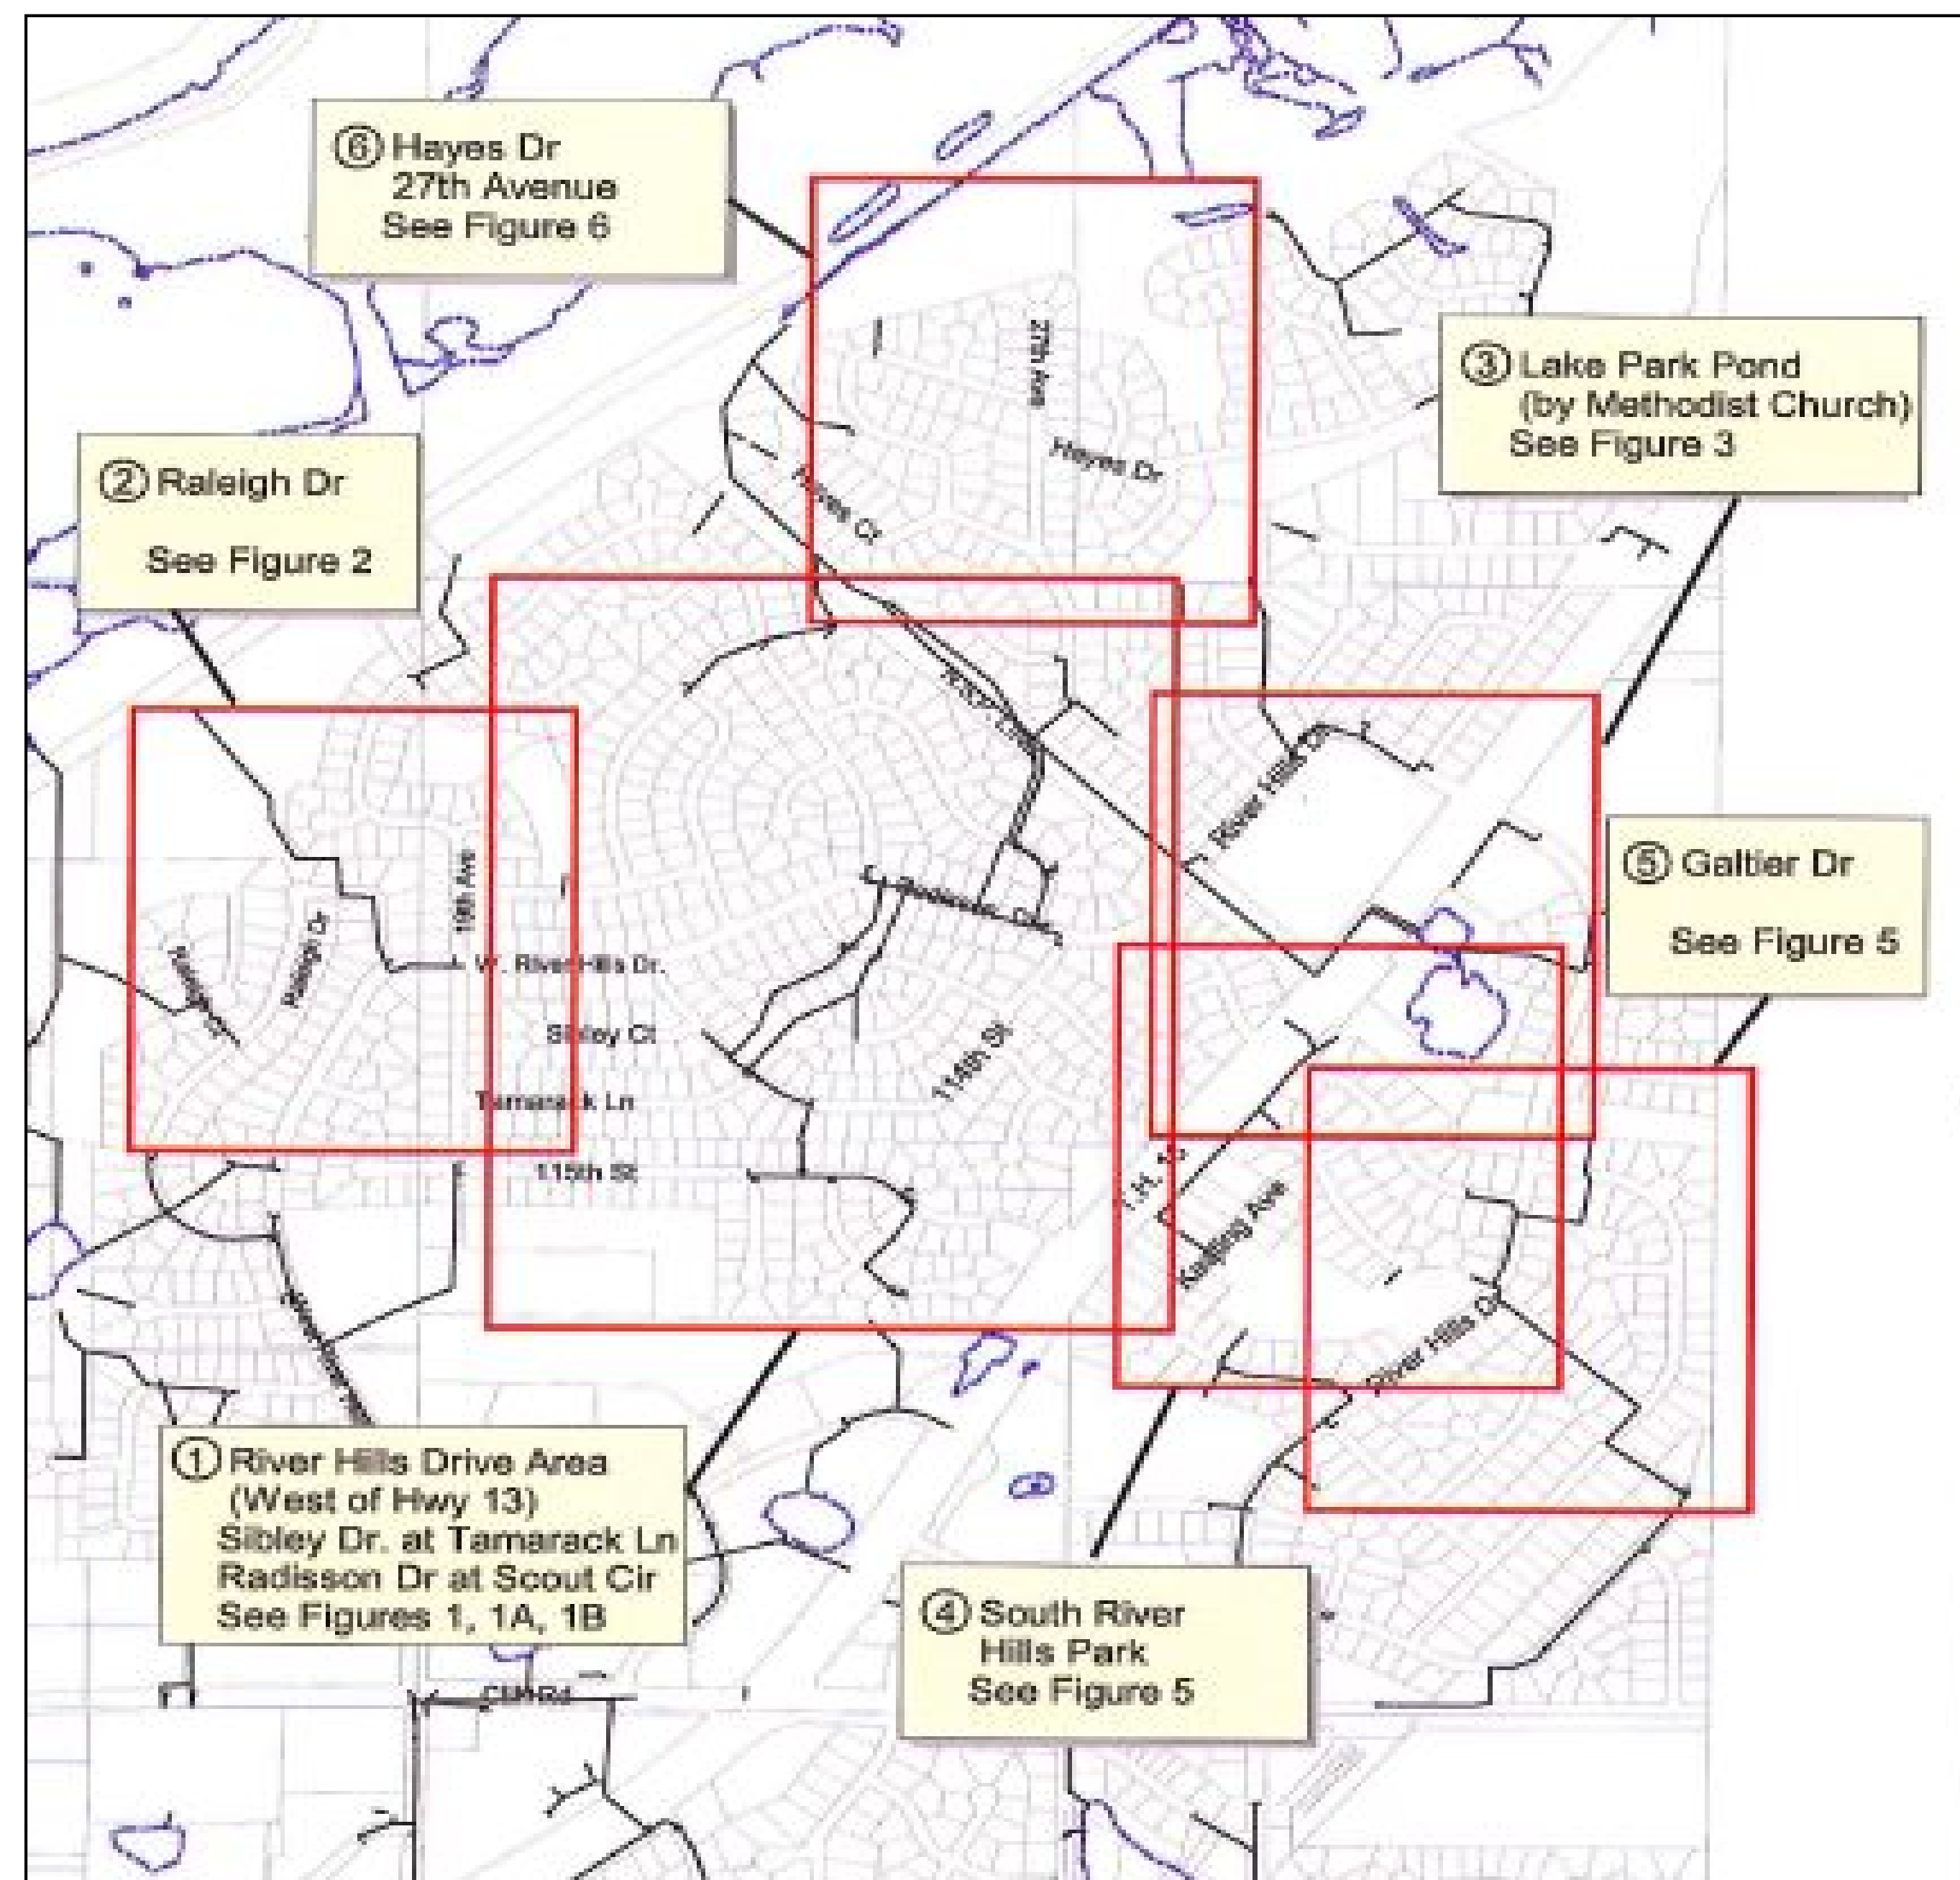 ⑥ Hayes Dr
27th Avenue
See Figure 6
③ Lake Park Pond
(by Methodist Church)
See Figure 3
② Raleigh Dr
See Figure 2
27th Ave
Hayes Dr
Hayes Ct
River Hills Dr
⑤ Galtier Dr
See Figure 5
19th Ave
Raleigh Dr
W. River Hills Dr.
Sibley Ct
114th St
Tamarack Ln
115th St
T.H. 13
River Hills Dr
① River Hills Drive Area
(West of Hwy 13)
Sibley Dr. at Tamarack Ln
Radisson Dr at Scout Cir
See Figures 1, 1A, 1B
④ South River
Hills Park
See Figure 5